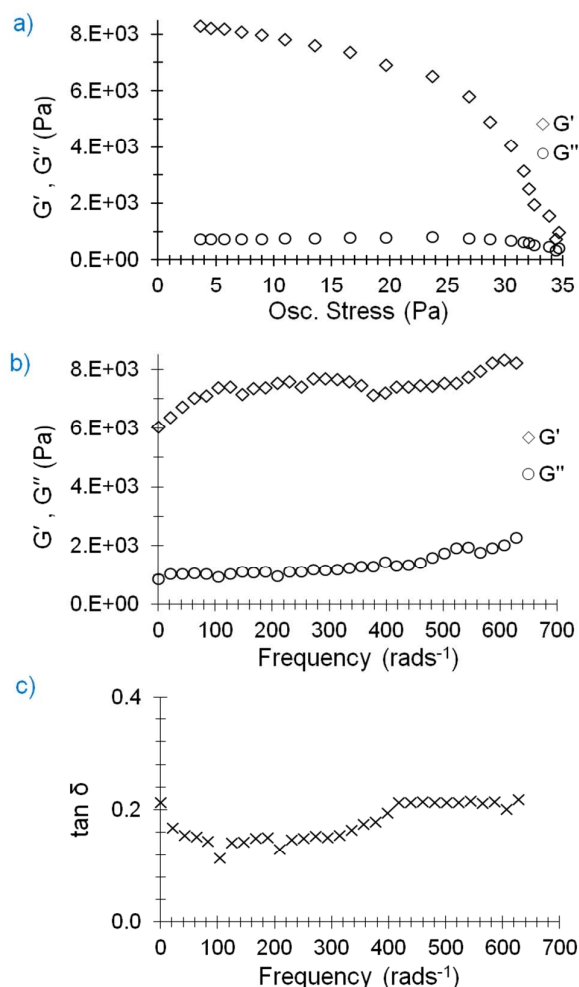 a)
8.E+03
6.E+03
4.E+03
2.E+03
0.E+00
G′ , G″ (Pa)
◇ G'
○ G"
0 5 10 15 20 25 30 35
Osc. Stress (Pa)
b)
8.E+03
6.E+03
4.E+03
2.E+03
0.E+00
G′ , G″ (Pa)
◇ G'
○ G"
0 100 200 300 400 500 600 700
Frequency (rads⁻¹)
c)
0.4
0.2
0.0
tan δ
0 100 200 300 400 500 600 700
Frequency (rads⁻¹)